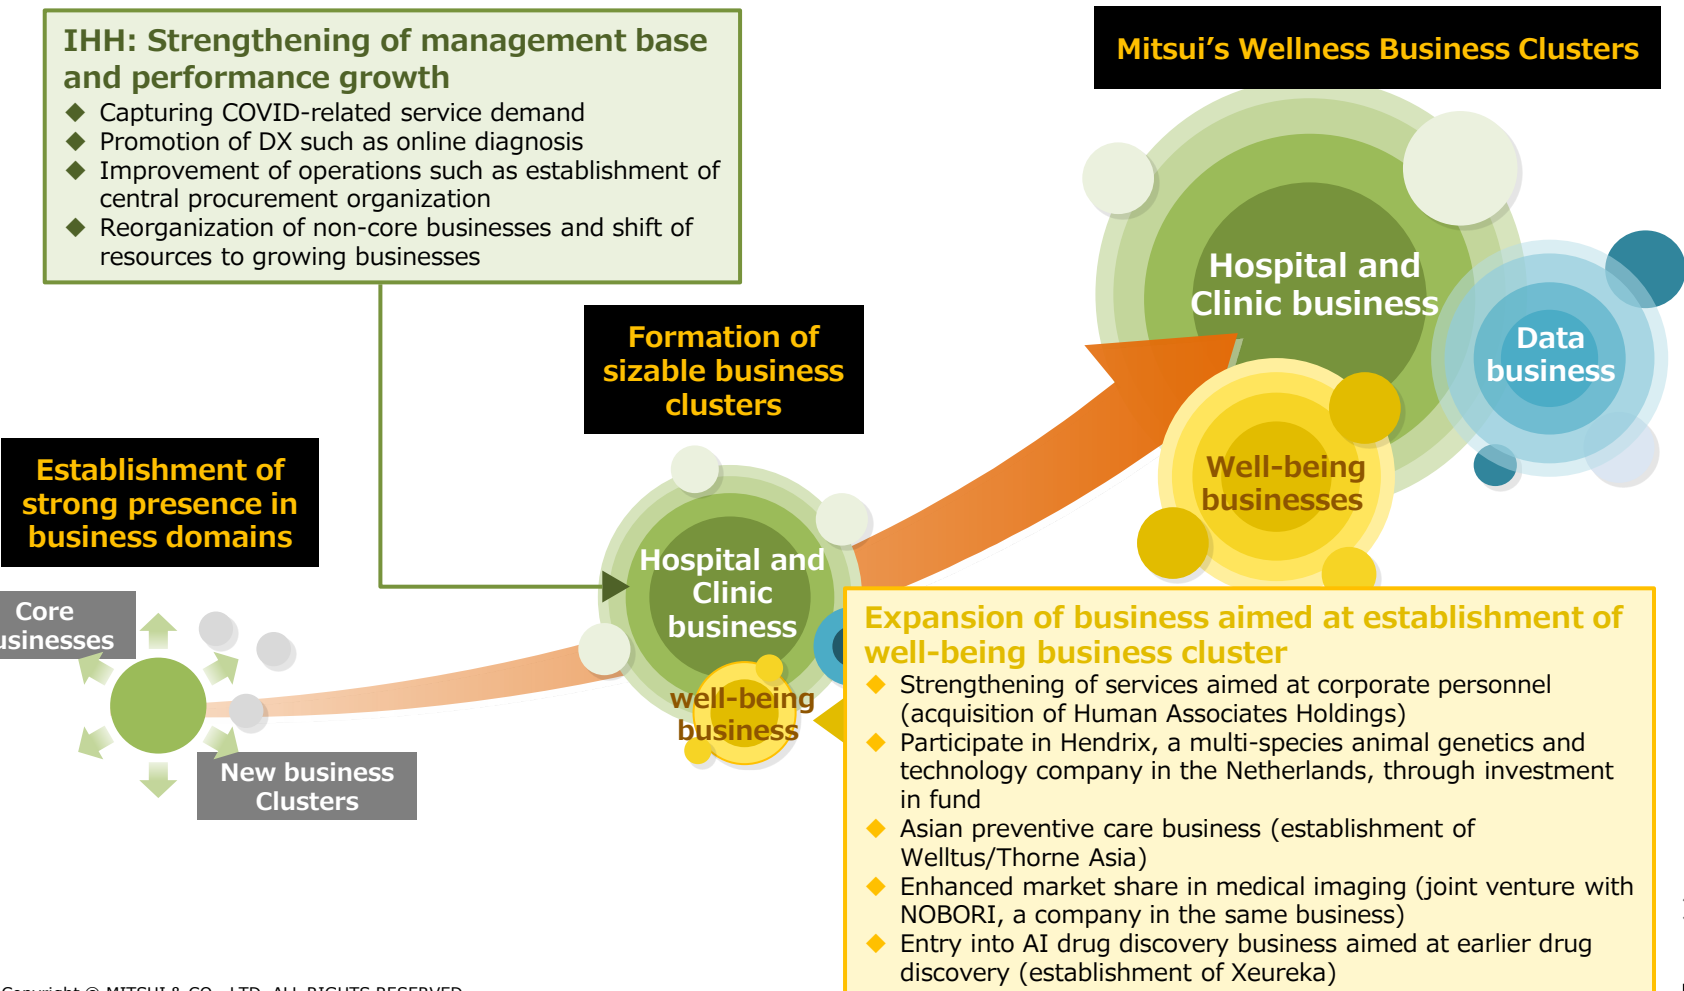 IHH: Strengthening of management base
and performance growth
◆ Capturing COVID-related service demand
◆ Promotion of DX such as online diagnosis
◆ Improvement of operations such as establishment of
central procurement organization
◆ Reorganization of non-core businesses and shift of
resources to growing businesses
Mitsui’s Wellness Business Clusters
Hospital and
Clinic business
Data
business
Well-being
businesses
Formation of
sizable business
clusters
Establishment of
strong presence in
business domains
Hospital and
Clinic
business
well-being
business
Core
usinesses
New business
Clusters
Expansion of business aimed at establishment of
well-being business cluster
◆ Strengthening of services aimed at corporate personnel
(acquisition of Human Associates Holdings)
◆ Participate in Hendrix, a multi-species animal genetics and
technology company in the Netherlands, through investment
in fund
◆ Asian preventive care business (establishment of
Welltus/Thorne Asia)
◆ Enhanced market share in medical imaging (joint venture with
NOBORI, a company in the same business)
◆ Entry into AI drug discovery business aimed at earlier drug
discovery (establishment of Xeureka)
Copyright © MITSUI & CO., LTD. ALL RIGHTS RESERVED